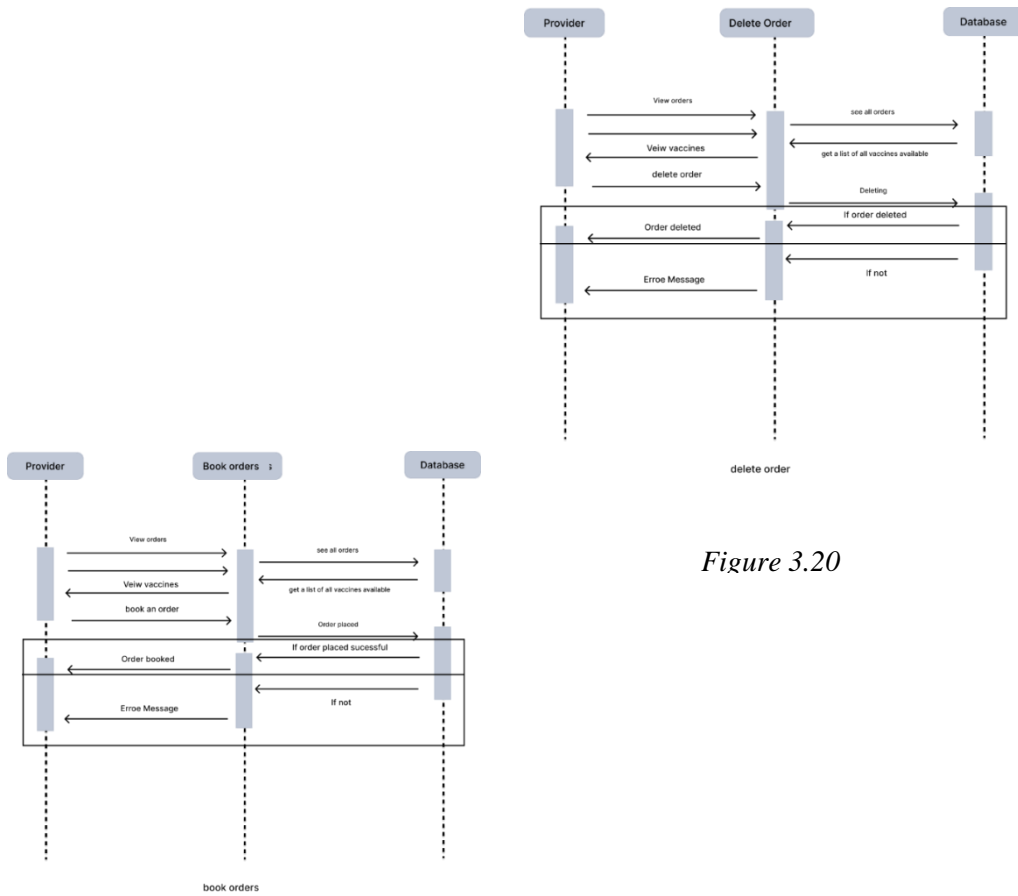 Provider
Delete Order
Database
View orders
see all orders
Veiw vaccines
get a list of all vaccines available
delete order
Deleting
If order deleted
Order deleted
If not
Erroe Message
delete order
Figure 3.20
Provider
Book orders ;
Database
View orders
see all orders
Veiw vaccines
get a list of all vaccines available
book an order
Order placed
If order placed sucessful
Order booked
If not
Erroe Message
book orders